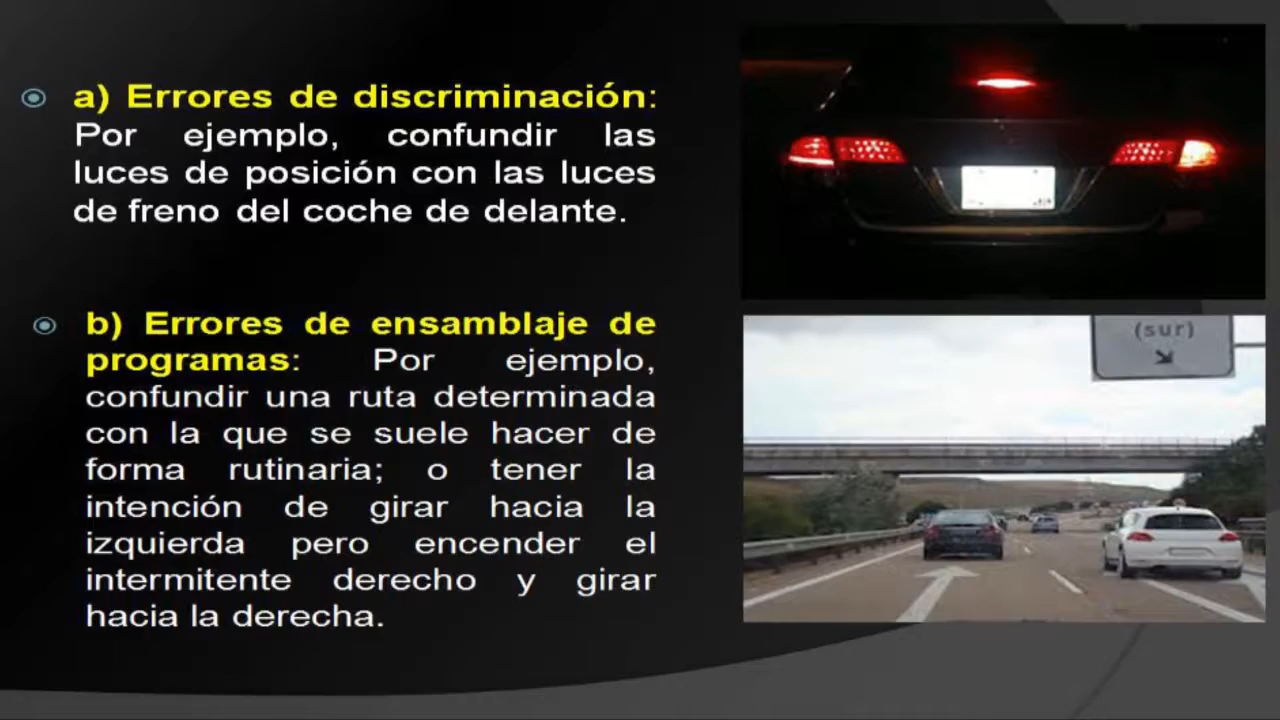 a) Errores de discriminación:
Por ejemplo, confundir las
luces de posición con las luces
de freno del coche de delante.
b) Errores de ensamblaje de
programas: Por ejemplo,
confundir una ruta determinada
con la que se suele hacer de
forma rutinaria; o tener la
intención de girar hacia la
izquierda pero encender el
intermitente derecho y girar
hacia la derecha.
(sur)